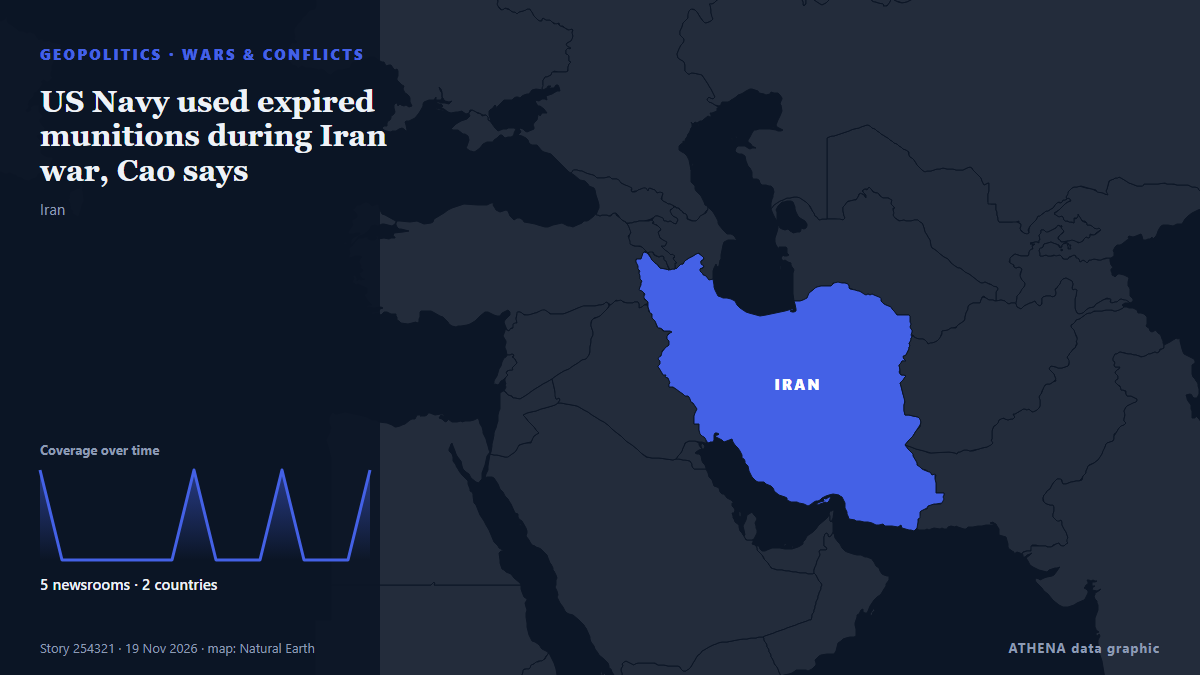 GEOPOLITICS · WARS & CONFLICTS
US Navy used expired
munitions during Iran
war, Cao says
Iran
IRAN
Coverage over time
5 newsrooms · 2 countries
Story 254321 · 19 Nov 2026 · map: Natural Earth
ATHENA data graphic